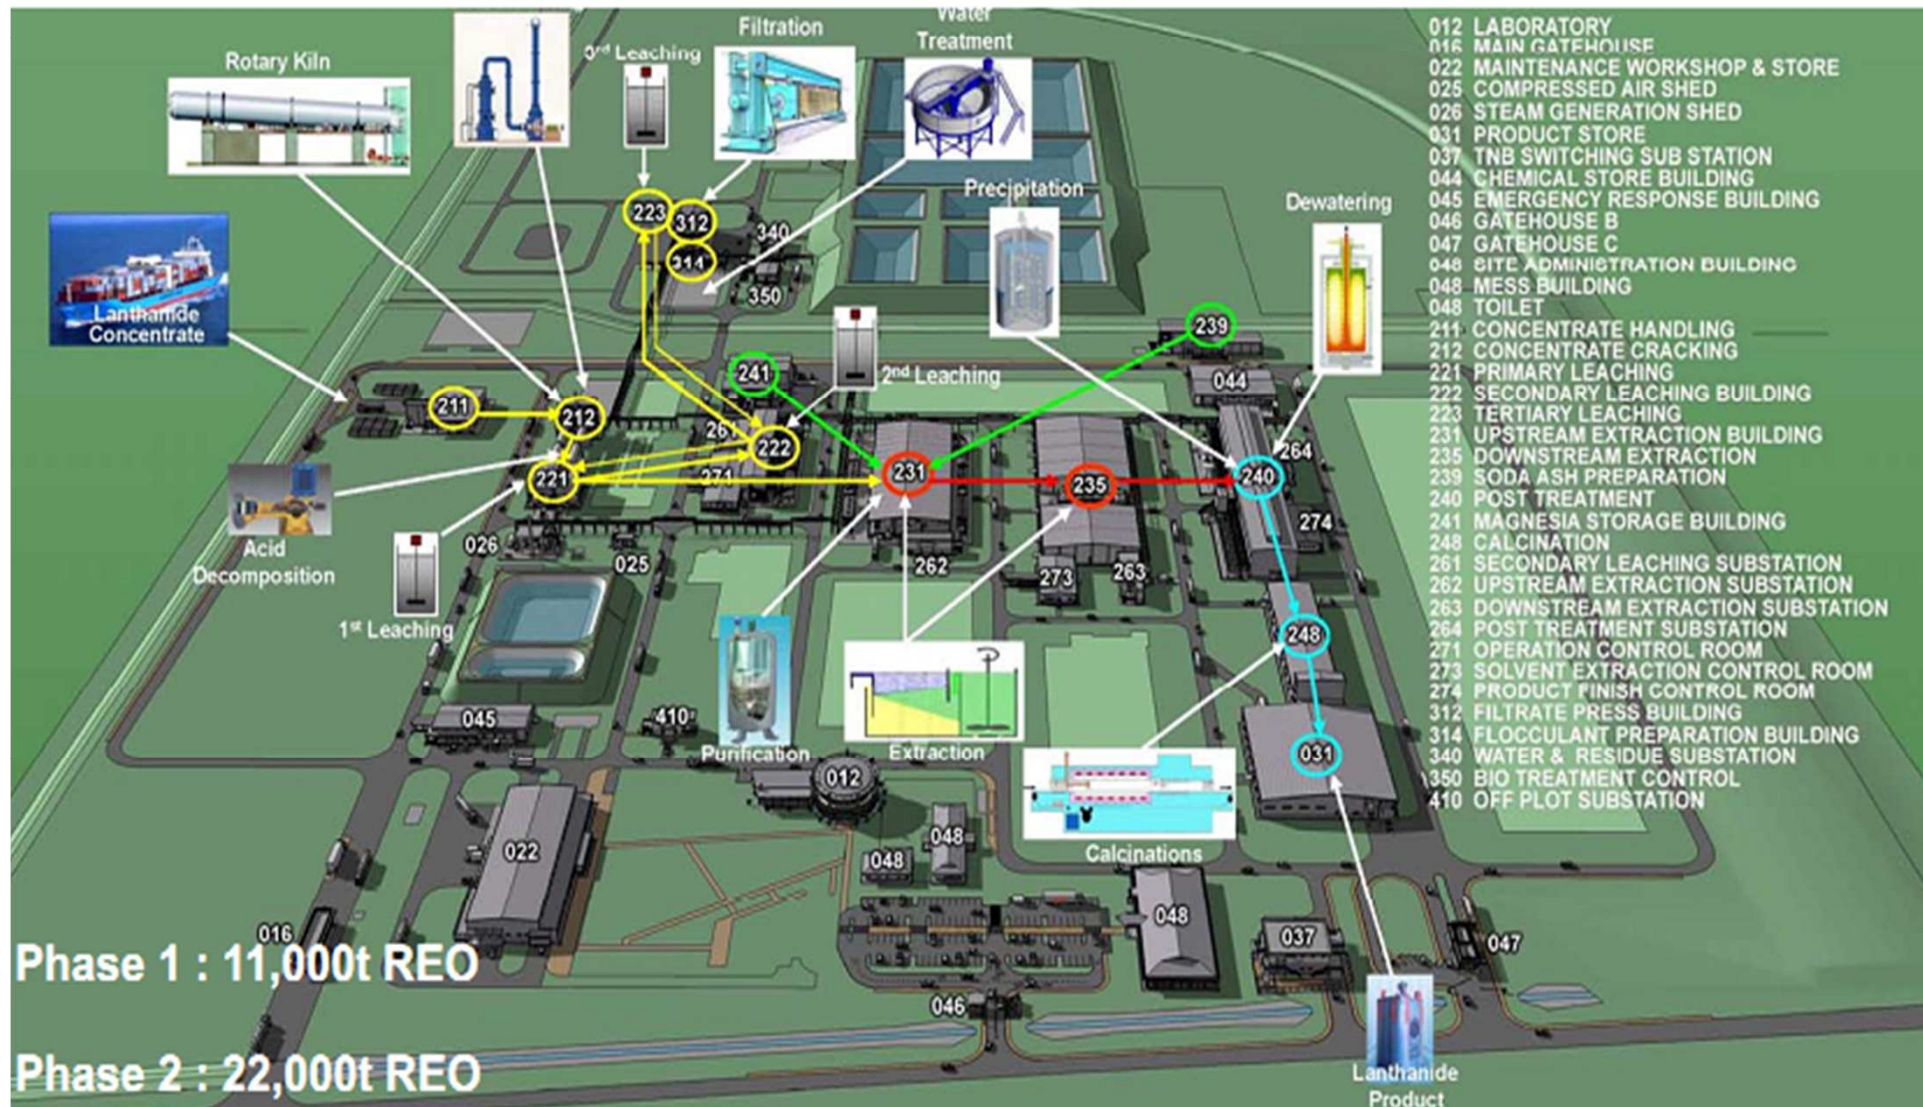 Water
Treatment
Filtration
0rd Leaching
Rotary Kiln
Precipitation
Dewatering
Lanthanide
Concentrate
2nd Leaching
Acid
Decomposition
1st Leaching
Purification
Extraction
Calcinations
Lanthanide
Product
223
312
314
340
350
239
241
044
211
212
261
222
221
271
231
235
240
264
274
026
025
262
273
263
248
045
410
012
031
022
048
048
048
016
037
047
046
Phase 1 : 11,000t REO
Phase 2 : 22,000t REO
012 LABORATORY
016 MAIN GATEHOUSE
022 MAINTENANCE WORKSHOP & STORE
025 COMPRESSED AIR SHED
026 STEAM GENERATION SHED
031 PRODUCT STORE
037 TNB SWITCHING SUB STATION
044 CHEMICAL STORE BUILDING
045 EMERGENCY RESPONSE BUILDING
046 GATEHOUSE B
047 GATEHOUSE C
048 SITE ADMINISTRATION BUILDING
048 MESS BUILDING
048 TOILET
211 CONCENTRATE HANDLING
212 CONCENTRATE CRACKING
221 PRIMARY LEACHING
222 SECONDARY LEACHING BUILDING
223 TERTIARY LEACHING
231 UPSTREAM EXTRACTION BUILDING
235 DOWNSTREAM EXTRACTION
239 SODA ASH PREPARATION
240 POST TREATMENT
241 MAGNESIA STORAGE BUILDING
248 CALCINATION
261 SECONDARY LEACHING SUBSTATION
262 UPSTREAM EXTRACTION SUBSTATION
263 DOWNSTREAM EXTRACTION SUBSTATION
264 POST TREATMENT SUBSTATION
271 OPERATION CONTROL ROOM
273 SOLVENT EXTRACTION CONTROL ROOM
274 PRODUCT FINISH CONTROL ROOM
312 FILTRATE PRESS BUILDING
314 FLOCCULANT PREPARATION BUILDING
340 WATER & RESIDUE SUBSTATION
350 BIO TREATMENT CONTROL
410 OFF PLOT SUBSTATION